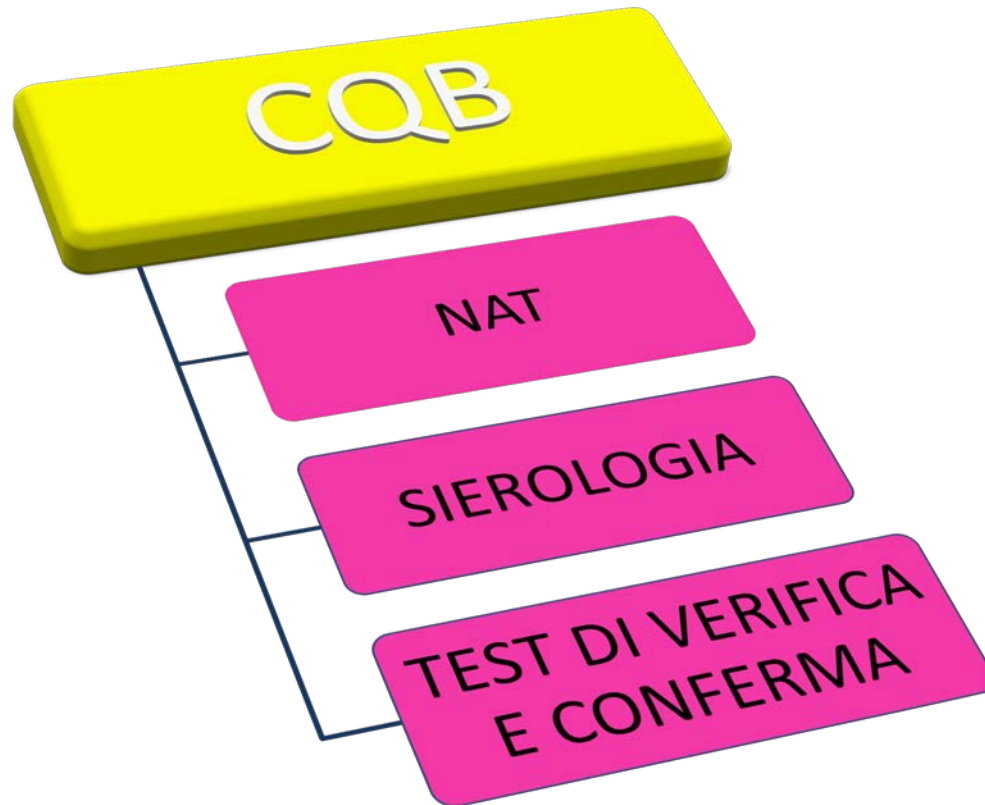 CQB
NAT
SIEROLOGIA
TEST DI VERIFICA
E CONFERMA